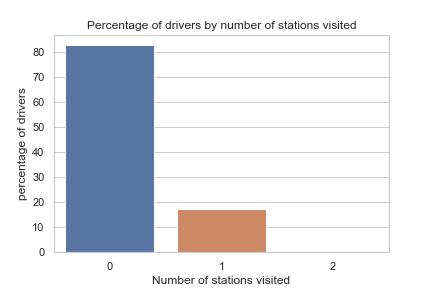 Percentage of drivers by number of stations visited
percentage of drivers
80
70
60
50
40
30
20
10
0
0 1 2
Number of stations visited